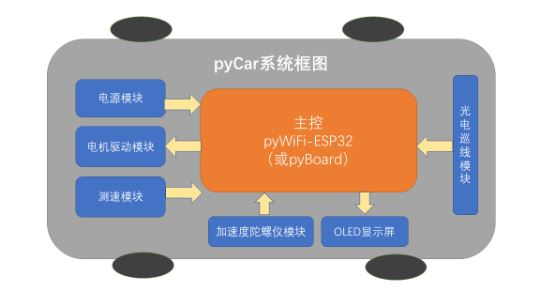 pyCar系统框图
电源模块
电机驱动模块
测速模块
主控
pyWiFi-ESP32
（或pyBoard）
光电巡线模块
加速度陀螺仪模块
OLED显示屏